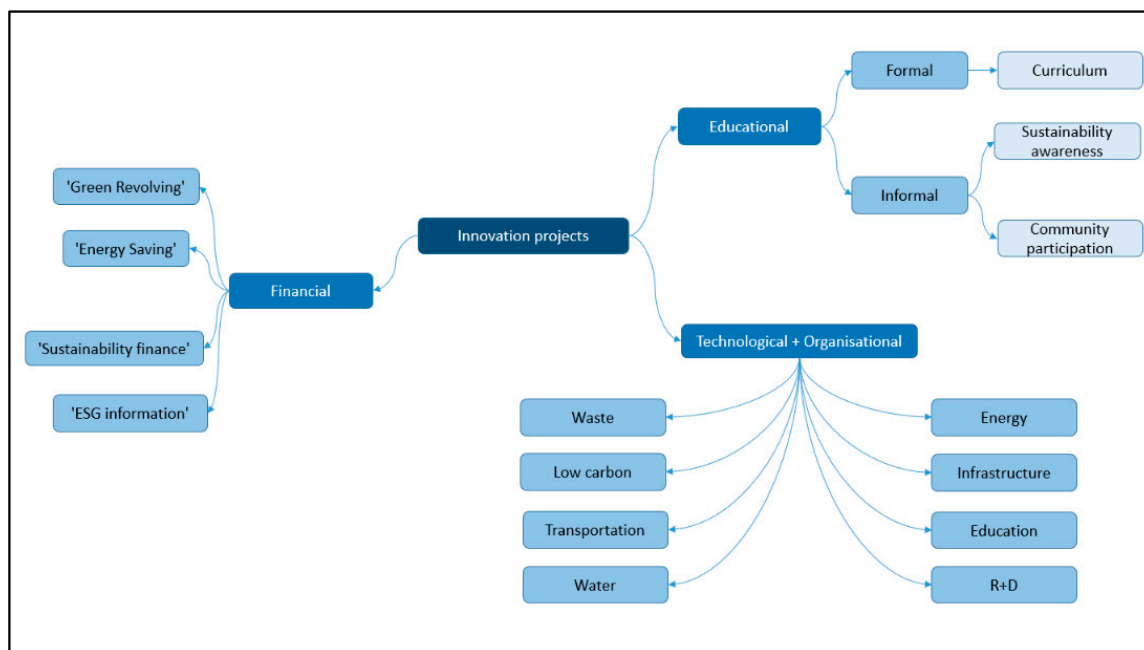 Formal
Curriculum
Educational
Sustainability
awareness
Informal
Community
participation
'Green Revolving'
'Energy Saving'
Innovation projects
Financial
'Sustainability finance'
'ESG information'
Technological + Organisational
Waste
Energy
Low carbon
Infrastructure
Transportation
Education
Water
R+D